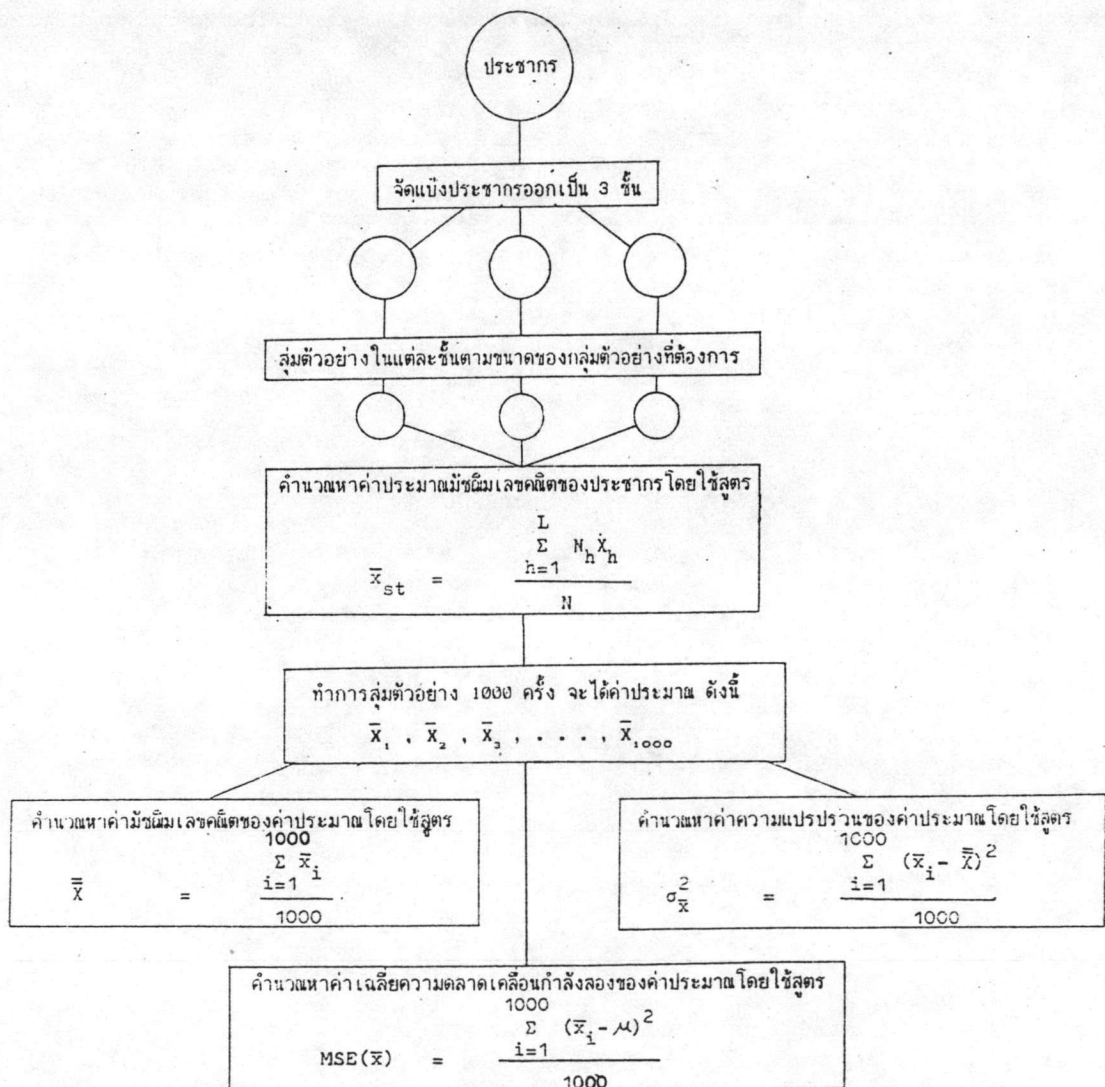 ประชากร
จัดแบ่งประชากรออกเป็น 3 ชั้น
สุ่มตัวอย่างในแต่ละชั้นตามขนาดของกลุ่มตัวอย่างที่ต้องการ
คำนวณหาค่าประมาณมัชฌิมเลขคณิตของประชากรโดยใช้สูตร
L
Σ N_h X̄_h
h=1
x̄_st =
N
ทำการสุ่มตัวอย่าง 1000 ครั้ง จะได้ค่าประมาณ ดังนี้
X̄₁ , X̄₂ , X̄₃ , . . . . , X̄₁₀₀₀
คำนวณหาค่ามัชฌิมเลขคณิตของค่าประมาณโดยใช้สูตร
1000
Σ x̄_i
i=1
X̿ =
1000
คำนวณหาค่าความแปรปรวนของค่าประมาณโดยใช้สูตร
1000
Σ (x̄_i - X̿)²
i=1
σ²_x̄ =
1000
คำนวณหาค่าเฉลี่ยความคลาดเคลื่อนกำลังสองของค่าประมาณโดยใช้สูตร
1000
Σ (x̄_i - μ)²
i=1
MSE(x̄) =
1000